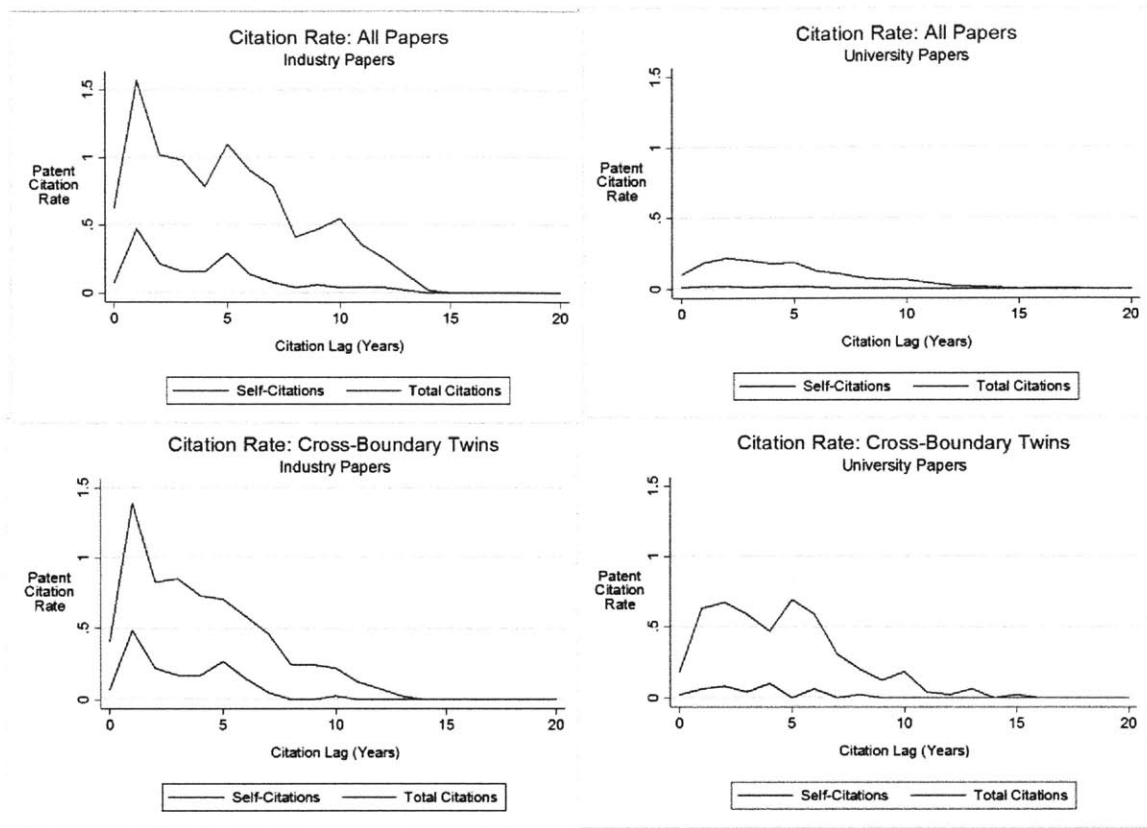 Citation Rate: All Papers
Industry Papers
1.5
1
.5
0
Patent
Citation
Rate
0 5 10 15 20
Citation Lag (Years)
Self-Citations Total Citations
Citation Rate: All Papers
University Papers
1.5
1
.5
0
Patent
Citation
Rate
0 5 10 15 20
Citation Lag (Years)
Self-Citations Total Citations
Citation Rate: Cross-Boundary Twins
Industry Papers
1.5
1
.5
0
Patent
Citation
Rate
0 5 10 15 20
Citation Lag (Years)
Self-Citations Total Citations
Citation Rate: Cross-Boundary Twins
University Papers
1.5
1
.5
0
Patent
Citation
Rate
0 5 10 15 20
Citation Lag (Years)
Self-Citations Total Citations